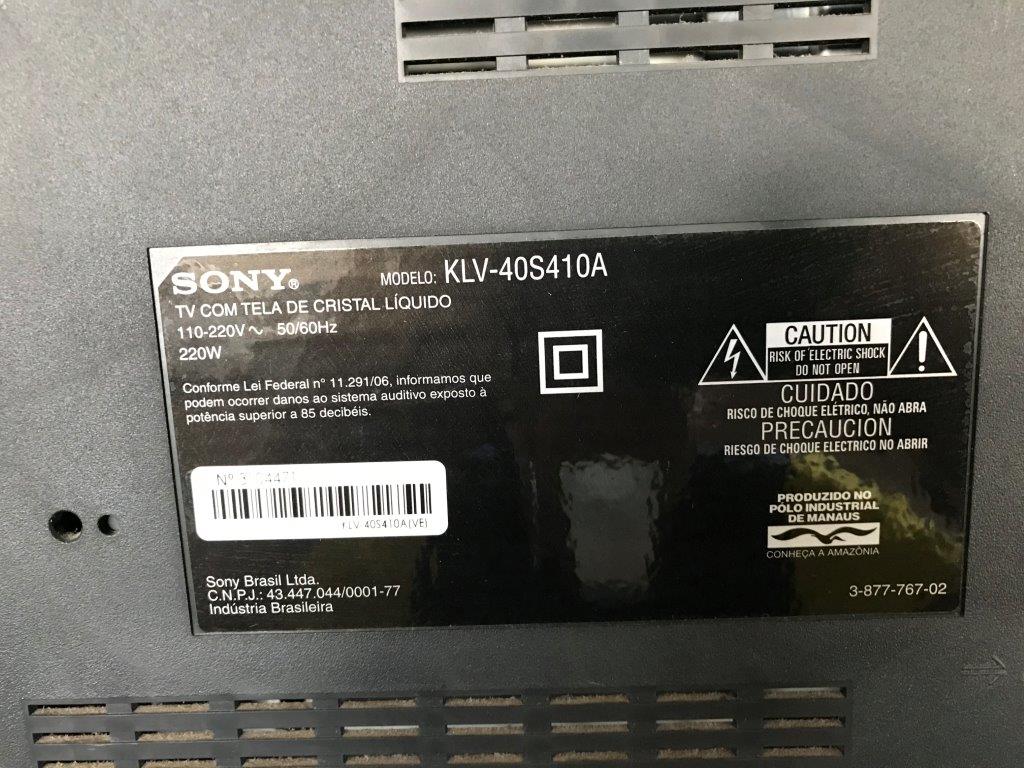 SONY®
MODELO: KLV-40S410A
TV COM TELA DE CRISTAL LÍQUIDO
110-220V~ 50/60Hz
220W
Conforme Lei Federal n° 11.291/06, informamos que
podem ocorrer danos ao sistema auditivo exposto à
potência superior a 85 decibéis.
Nº
KLV-40S410A(VE)
Sony Brasil Ltda.
C.N.P.J.: 43.447.044/0001-77
Indústria Brasileira
CAUTION
RISK OF ELECTRIC SHOCK
DO NOT OPEN
CUIDADO
RISCO DE CHOQUE ELÉTRICO, NÃO ABRA
PRECAUCION
RIESGO DE CHOQUE ELECTRICO NO ABRIR
PRODUZIDO NO
PÓLO INDUSTRIAL
DE MANAUS
CONHEÇA A AMAZÔNIA
3-877-767-02